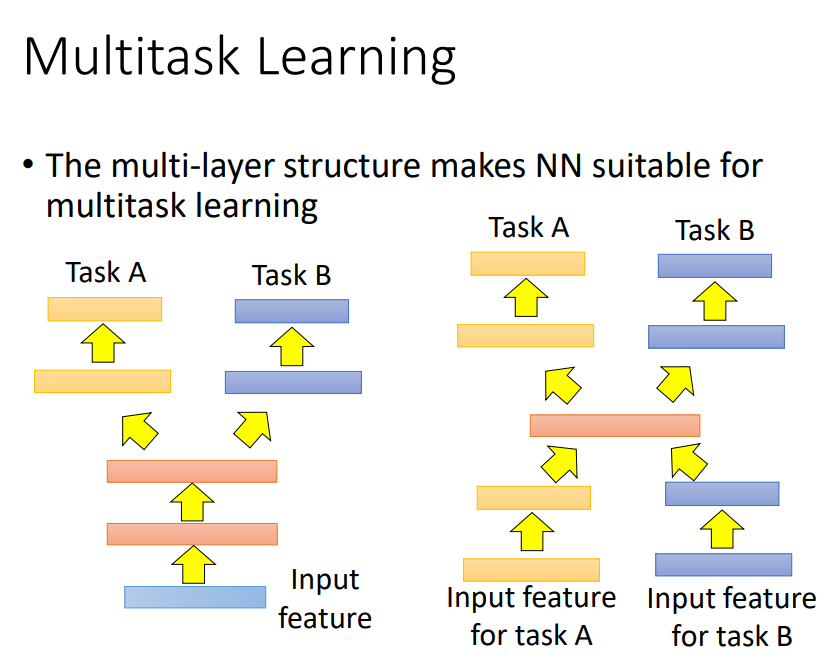 Multitask Learning
• The multi-layer structure makes NN suitable for
multitask learning
Task A
Task B
Input
feature
Task A
Task B
Input feature
for task A
Input feature
for task B